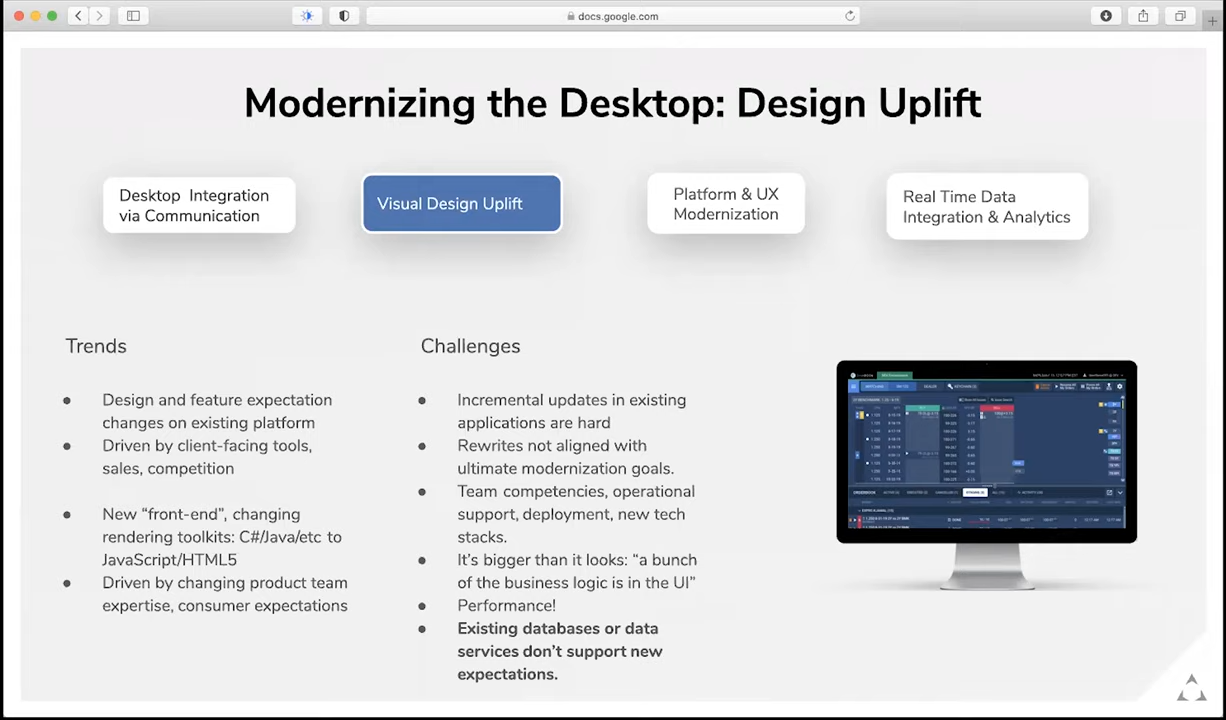 docs.google.com
Modernizing the Desktop: Design Uplift
Desktop Integration
via Communication
Visual Design Uplift
Platform & UX
Modernization
Real Time Data
Integration & Analytics
Trends
Design and feature expectation
changes on existing platform
Driven by client-facing tools,
sales, competition
New “front-end”, changing
rendering toolkits: C#/Java/etc to
JavaScript/HTML5
Driven by changing product team
expertise, consumer expectations
Challenges
Incremental updates in existing
applications are hard
Rewrites not aligned with
ultimate modernization goals.
Team competencies, operational
support, deployment, new tech
stacks.
It’s bigger than it looks: “a bunch
of the business logic is in the UI”
Performance!
Existing databases or data
services don’t support new
expectations.